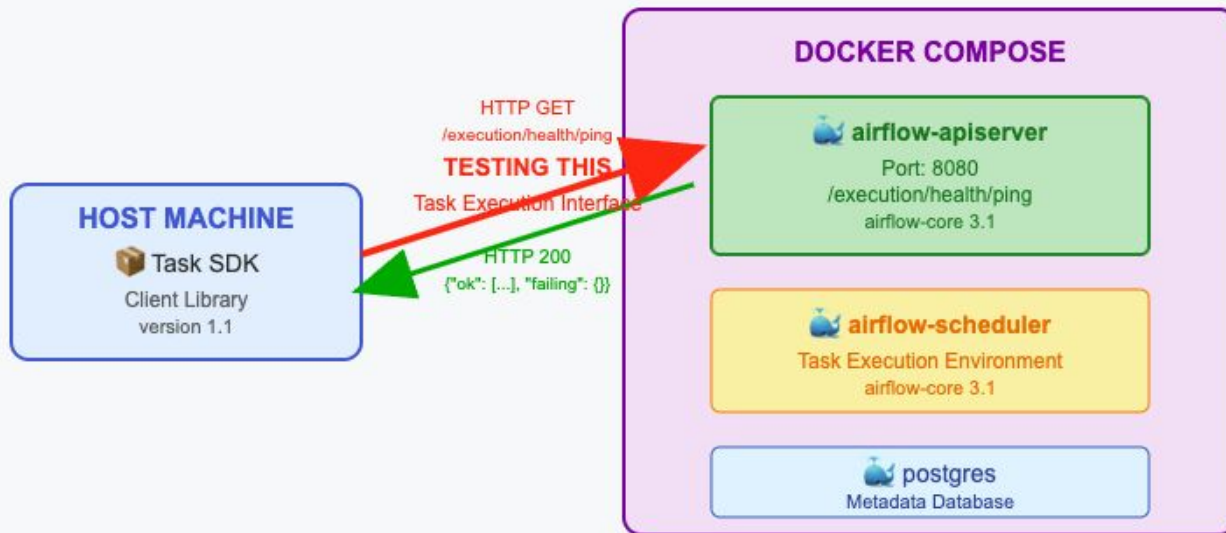 HOST MACHINE
Task SDK
Client Library
version 1.1
HTTP GET
/execution/health/ping
TESTING THIS
Task Execution Interface
HTTP 200
{"ok": [...], "failing": {}}
DOCKER COMPOSE
airflow-apiserver
Port: 8080
/execution/health/ping
airflow-core 3.1
airflow-scheduler
Task Execution Environment
airflow-core 3.1
postgres
Metadata Database